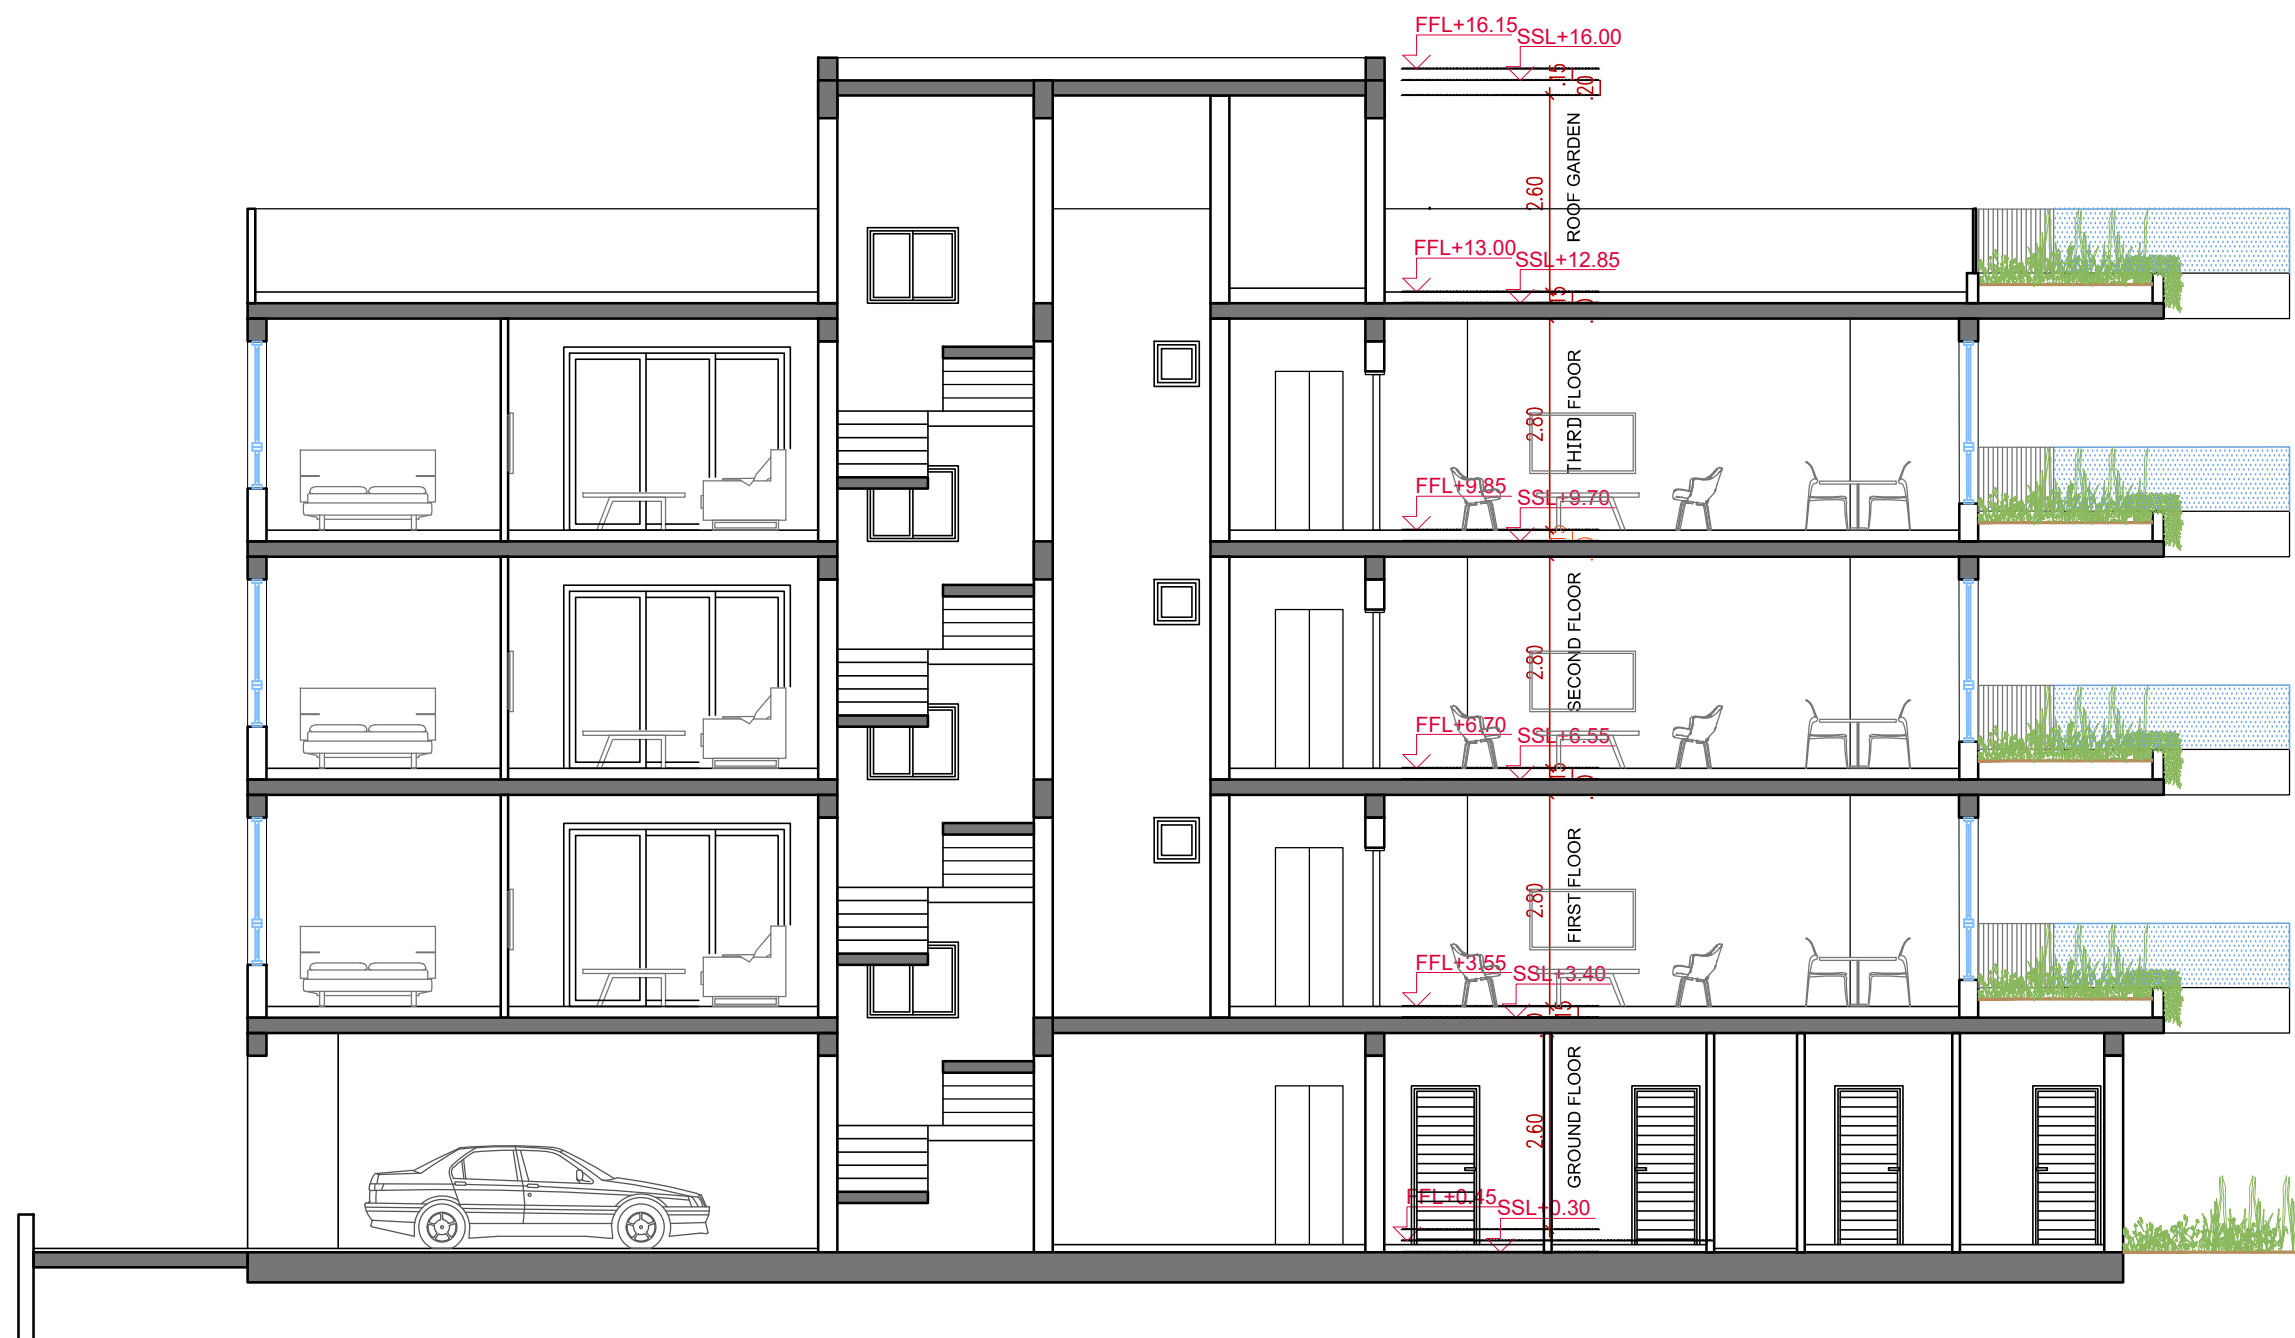 FFL+16.15
SSL+16.00
.15
.20
ROOF GARDEN
2.60
FFL+13.00
SSL+12.85
THIRD FLOOR
2.80
FFL+9.85
SSL+9.70
SECOND FLOOR
2.80
FFL+6.70
SSL+6.55
FIRST FLOOR
2.80
FFL+3.55
SSL+3.40
GROUND FLOOR
2.60
FFL+0.45
SSL+0.30